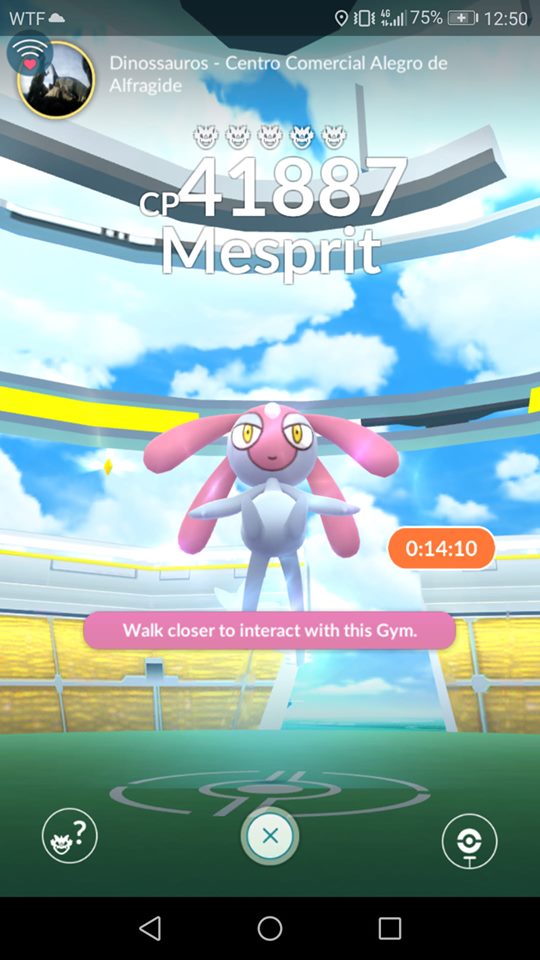 WTF 4G 75% 12:50
Dinossauros - Centro Comercial Alegro de
Alfragide
CP41887
Mesprit
0:14:10
Walk closer to interact with this Gym.
?